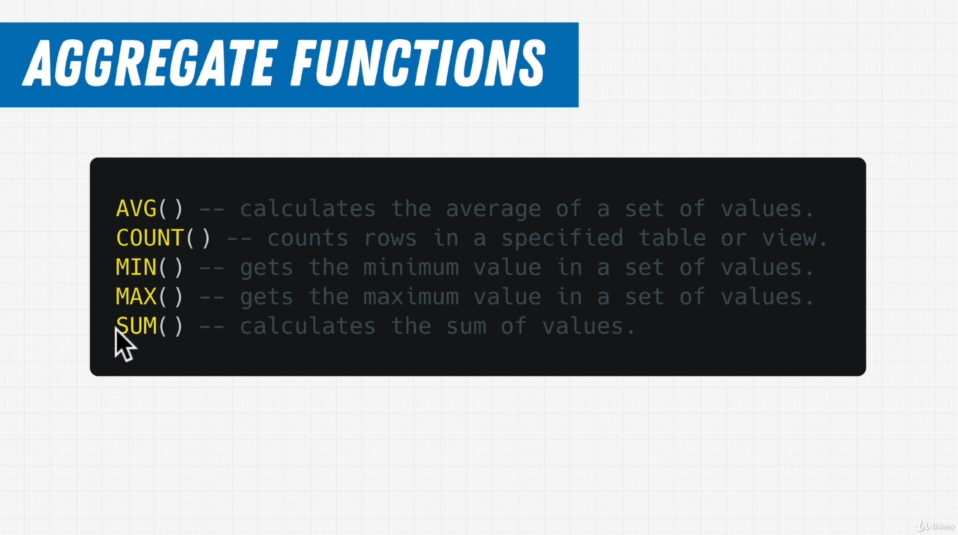 AGGREGATE FUNCTIONS
AVG() -- calculates the average of a set of values.
COUNT() -- counts rows in a specified table or view.
MIN() -- gets the minimum value in a set of values.
MAX() -- gets the maximum value in a set of values.
SUM() -- calculates the sum of values.
Udemy